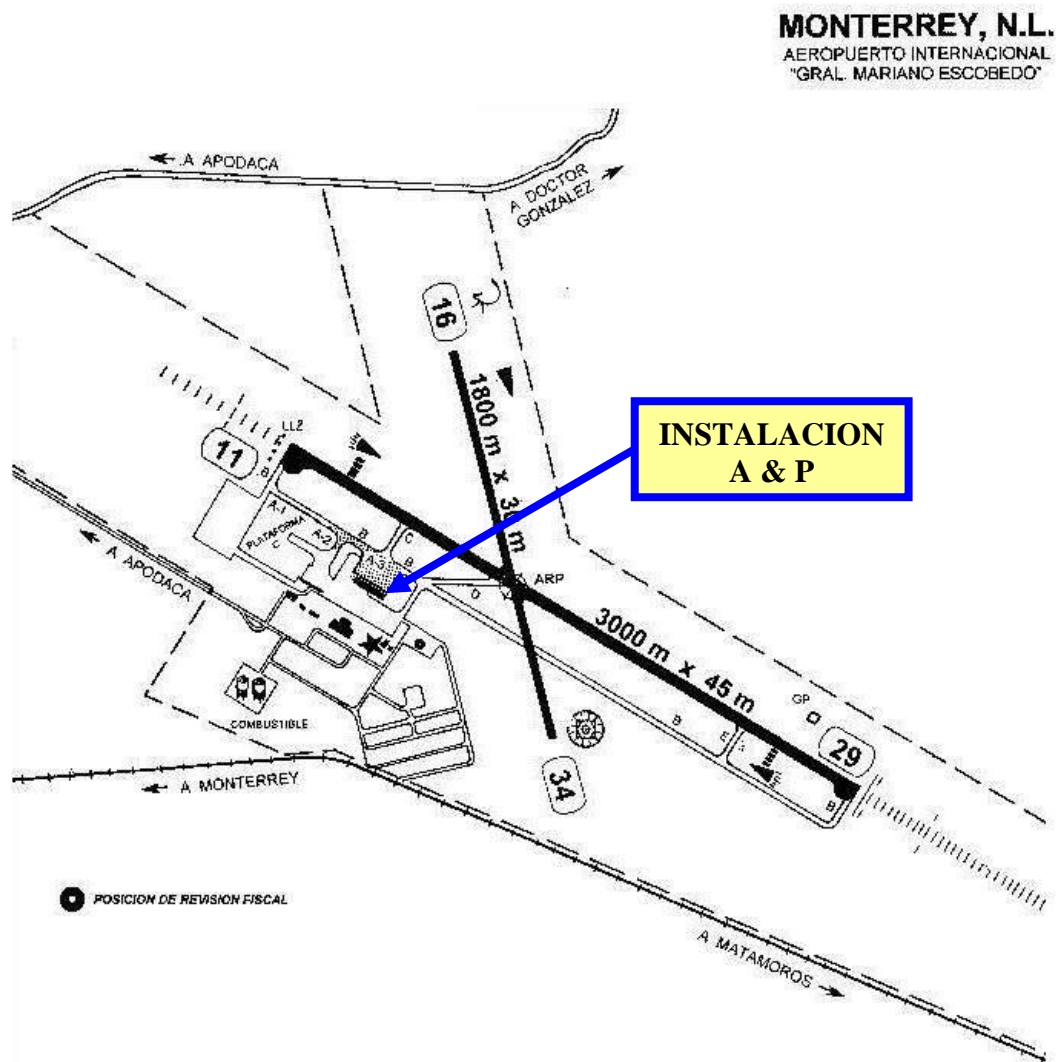 MONTERREY, N.L.
AEROPUERTO INTERNACIONAL
"GRAL. MARIANO ESCOBEDO"
A APODACA
A DOCTOR
GONZALEZ
16
1800 m x 30 m
INSTALACION
A & P
LLZ
11
B
A-1
PLATAFORMA
C
A-2
B
C
A-3
B
A APODACA
ARP
3000 m x 45 m
COMBUSTIBLE
GP
29
B
E
B
34
A MONTERREY
POSICION DE REVISION FISCAL
A MATAMOROS